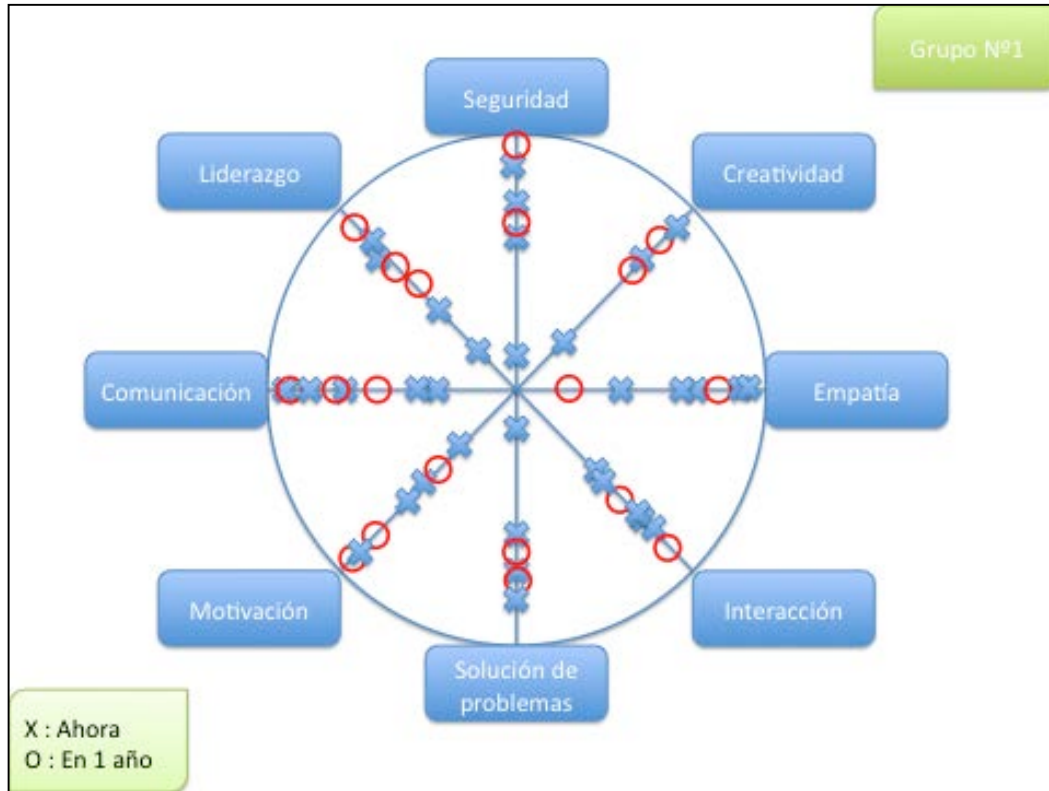 Grupo Nº1
Seguridad
Liderazgo
Creatividad
Comunicación
Empatía
Motivación
Interacción
Solución de
problemas
X : Ahora
O : En 1 año